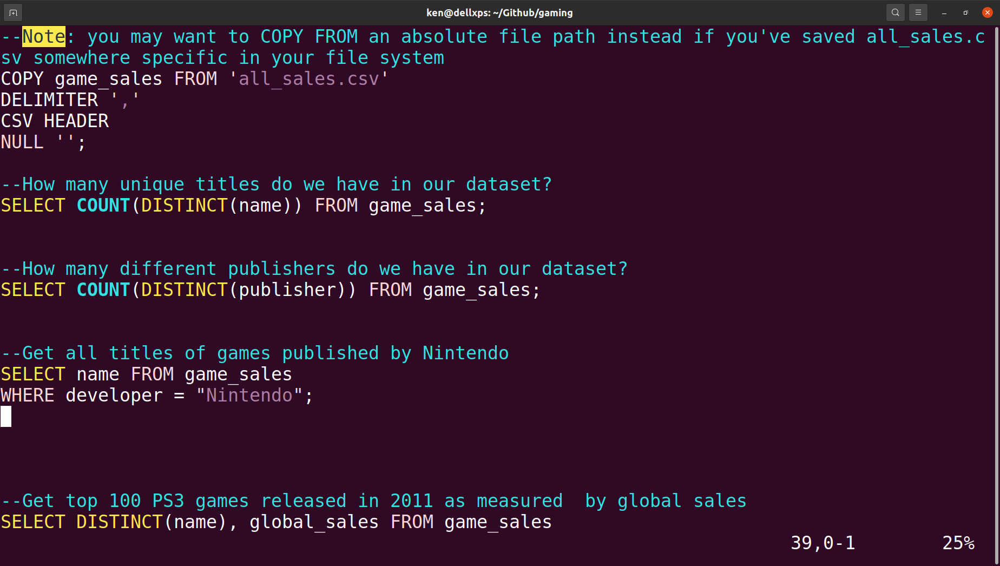 ken@dellxps: ~/Github/gaming
--Note: you may want to COPY FROM an absolute file path instead if you've saved all_sales.c
sv somewhere specific in your file system
COPY game_sales FROM 'all_sales.csv'
DELIMITER ','
CSV HEADER
NULL '';
--How many unique titles do we have in our dataset?
SELECT COUNT(DISTINCT(name)) FROM game_sales;
--How many different publishers do we have in our dataset?
SELECT COUNT(DISTINCT(publisher)) FROM game_sales;
--Get all titles of games published by Nintendo
SELECT name FROM game_sales
WHERE developer = "Nintendo";
--Get top 100 PS3 games released in 2011 as measured  by global sales
SELECT DISTINCT(name), global_sales FROM game_sales
39,0-1 25%